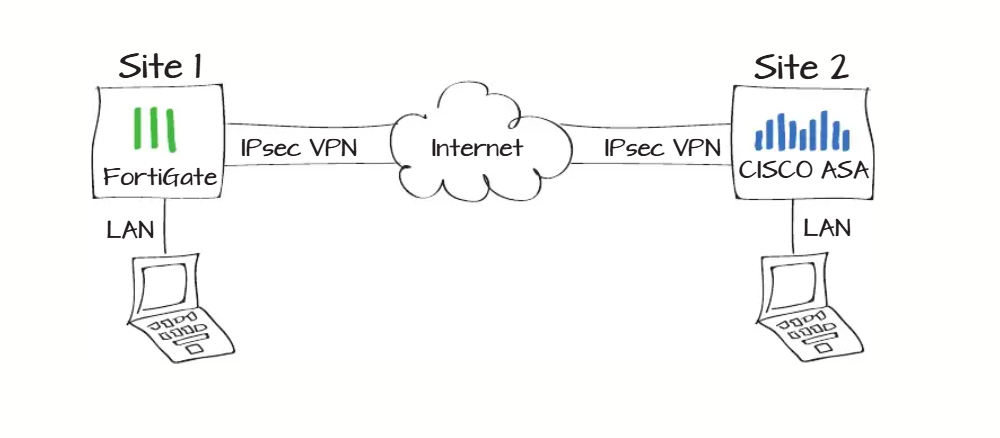 Site 1
Site 2
IPsec VPN
Internet
IPsec VPN
FortiGate
CISCO ASA
LAN
LAN